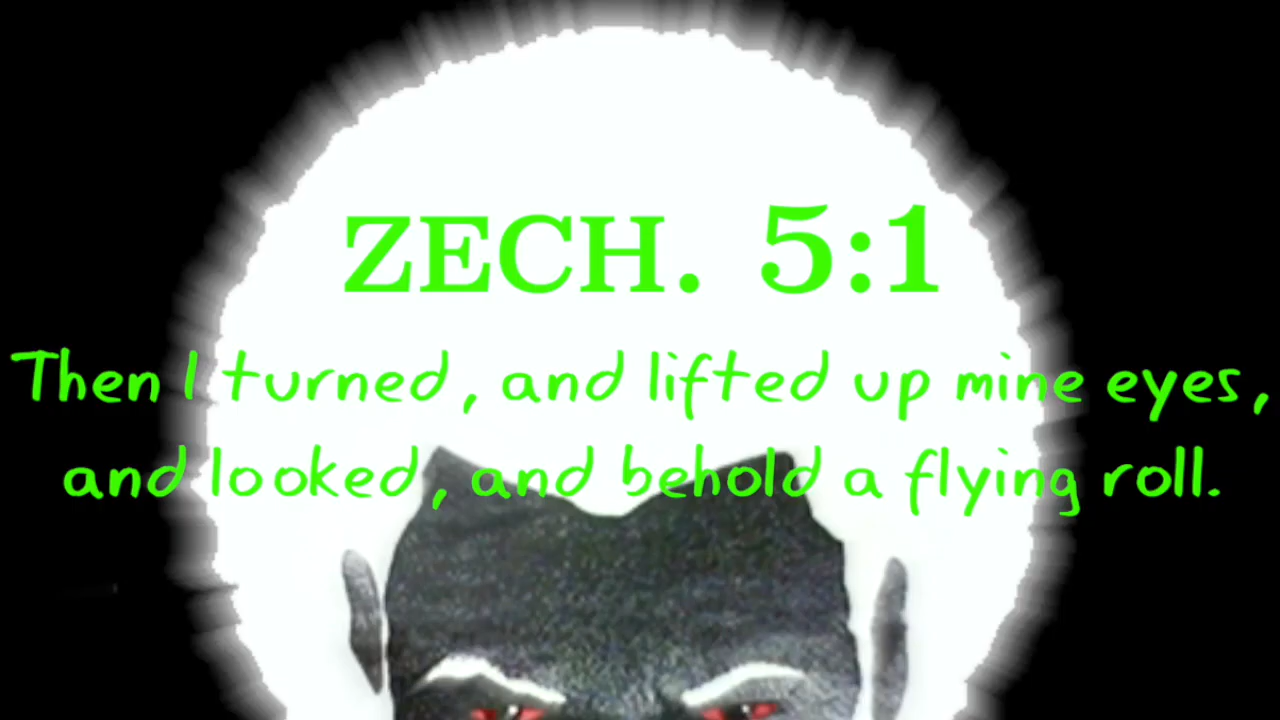 ZECH. 5:1
Then I turned, and lifted up mine eyes,
and looked, and behold a flying roll.